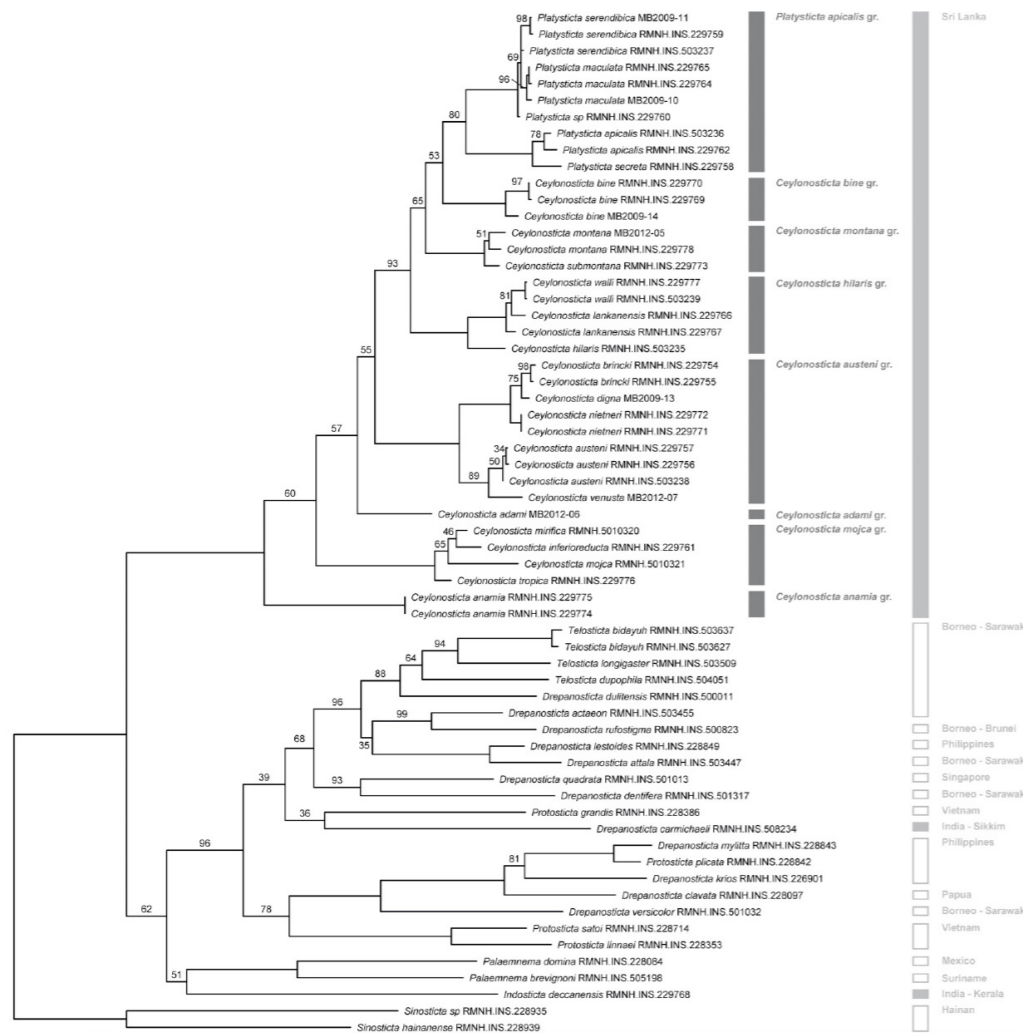 98 Platysticta serendibica MB2009-11 Platysticta apicalis gr. Sri Lanka
Platysticta serendibica RMNH.INS.229759
Platysticta serendibica RMNH.INS.503237
69
Platysticta maculata RMNH.INS.229765
96 Platysticta maculata RMNH.INS.229764
Platysticta maculata MB2009-10
80 Platysticta sp RMNH.INS.229760
78 Platysticta apicalis RMNH.INS.503236
Platysticta apicalis RMNH.INS.229762
53 Platysticta secreta RMNH.INS.229758
97 Ceylonosticta bine RMNH.INS.229770 Ceylonosticta bine gr.
65 Ceylonosticta bine RMNH.INS.229769
Ceylonosticta bine MB2009-14
51 Ceylonosticta montana MB2012-05 Ceylonosticta montana gr.
Ceylonosticta montana RMNH.INS.229778
93 Ceylonosticta submontana RMNH.INS.229773
Ceylonosticta walli RMNH.INS.229777 Ceylonosticta hilaris gr.
81 Ceylonosticta walli RMNH.INS.503239
Ceylonosticta lankanensis RMNH.INS.229766
Ceylonosticta lankanensis RMNH.INS.229767
55 Ceylonosticta hilaris RMNH.INS.503235
98 Ceylonosticta brincki RMNH.INS.229754 Ceylonosticta austeni gr.
75 Ceylonosticta brincki RMNH.INS.229755
Ceylonosticta digna MB2009-13
Ceylonosticta nietneri RMNH.INS.229772
57 Ceylonosticta nietneri RMNH.INS.229771
34 Ceylonosticta austeni RMNH.INS.229757
50 Ceylonosticta austeni RMNH.INS.229756
89 Ceylonosticta austeni RMNH.INS.503238
60 Ceylonosticta venusta MB2012-07
Ceylonosticta adami MB2012-06 Ceylonosticta adami gr.
46 Ceylonosticta mirifica RMNH.5010320 Ceylonosticta mojca gr.
65 Ceylonosticta inferioreducta RMNH.INS.229761
Ceylonosticta mojca RMNH.5010321
Ceylonosticta tropica RMNH.INS.229776
Ceylonosticta anamia RMNH.INS.229775 Ceylonosticta anamia gr.
Ceylonosticta anamia RMNH.INS.229774
Telosticta bidayuh RMNH.INS.503637 Borneo - Sarawak
94 Telosticta bidayuh RMNH.INS.503627
64 Telosticta longigaster RMNH.INS.503509
88 Telosticta dupophila RMNH.INS.504051
96 Drepanosticta dulitensis RMNH.INS.500011
99 Drepanosticta actaeon RMNH.INS.503455
Drepanosticta rufostigma RMNH.INS.500823 Borneo - Brunei
68 35 Drepanosticta lestoides RMNH.INS.228849 Philippines
Drepanosticta attala RMNH.INS.503447 Borneo - Sarawak
39 93 Drepanosticta quadrata RMNH.INS.501013 Singapore
Drepanosticta dentifera RMNH.INS.501317 Borneo - Sarawak
36 Protosticta grandis RMNH.INS.228386 Vietnam
Drepanosticta carmichaeli RMNH.INS.508234 India - Sikkim
96 Drepanosticta mylitta RMNH.INS.228843 Philippines
81 Protosticta plicata RMNH.INS.228842
Drepanosticta krios RMNH.INS.226901
Drepanosticta clavata RMNH.INS.228097 Papua
62 78 Drepanosticta versicolor RMNH.INS.501032 Borneo - Sarawak
Protosticta satoi RMNH.INS.228714 Vietnam
Protosticta linnaei RMNH.INS.228353
Palaemnema domina RMNH.INS.228084 Mexico
51 Palaemnema brevignoni RMNH.INS.505198 Suriname
Indosticta deccanensis RMNH.INS.229768 India - Kerala
Sinosticta sp RMNH.INS.228935 Hainan
Sinosticta hainanense RMNH.INS.228939